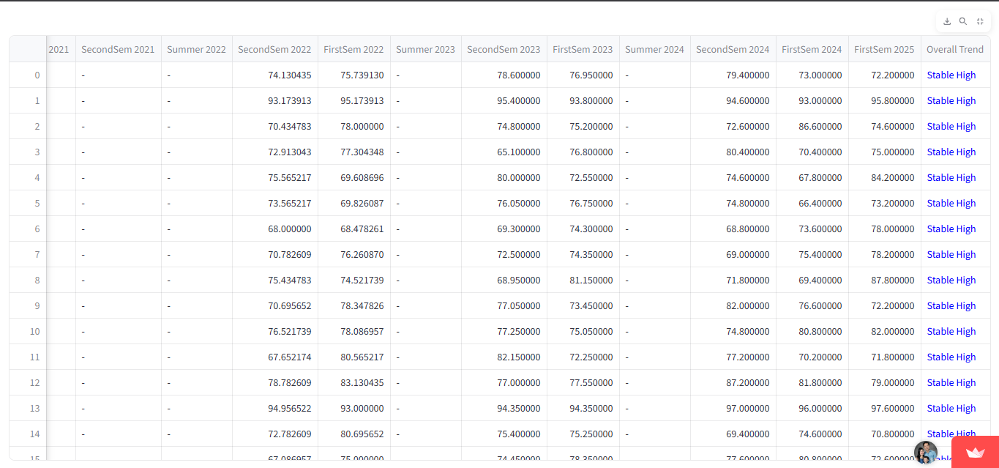 2021 SecondSem 2021 Summer 2022 SecondSem 2022 FirstSem 2022 Summer 2023 SecondSem 2023 FirstSem 2023 Summer 2024 SecondSem 2024 FirstSem 2024 FirstSem 2025 Overall Trend
0 - - 74.130435 75.739130 - 78.600000 76.950000 - 79.400000 73.000000 72.200000 Stable High
1 - - 93.173913 95.173913 - 95.400000 93.800000 - 94.600000 93.000000 95.800000 Stable High
2 - - 70.434783 78.000000 - 74.800000 75.200000 - 72.600000 86.600000 74.600000 Stable High
3 - - 72.913043 77.304348 - 65.100000 76.800000 - 80.400000 70.400000 75.000000 Stable High
4 - - 75.565217 69.608696 - 80.000000 72.550000 - 74.600000 67.800000 84.200000 Stable High
5 - - 73.565217 69.826087 - 76.050000 76.750000 - 74.800000 66.400000 73.200000 Stable High
6 - - 68.000000 68.478261 - 69.300000 74.300000 - 68.800000 73.600000 78.000000 Stable High
7 - - 70.782609 76.260870 - 72.500000 74.350000 - 69.000000 75.400000 78.200000 Stable High
8 - - 75.434783 74.521739 - 68.950000 81.150000 - 71.800000 69.400000 87.800000 Stable High
9 - - 70.695652 78.347826 - 77.050000 73.450000 - 82.000000 76.600000 72.200000 Stable High
10 - - 76.521739 78.086957 - 77.250000 75.050000 - 74.800000 80.800000 82.000000 Stable High
11 - - 67.652174 80.565217 - 82.150000 72.250000 - 77.200000 70.200000 71.800000 Stable High
12 - - 78.782609 83.130435 - 77.000000 77.550000 - 87.200000 81.800000 79.000000 Stable High
13 - - 94.956522 93.000000 - 94.350000 94.350000 - 97.000000 96.000000 97.600000 Stable High
14 - - 72.782609 80.695652 - 75.400000 75.250000 - 69.400000 74.600000 70.800000 Stable High
15 - - 67.086957 75.000000 - 74.450000 78.350000 - 77.600000 80.800000 72.600000